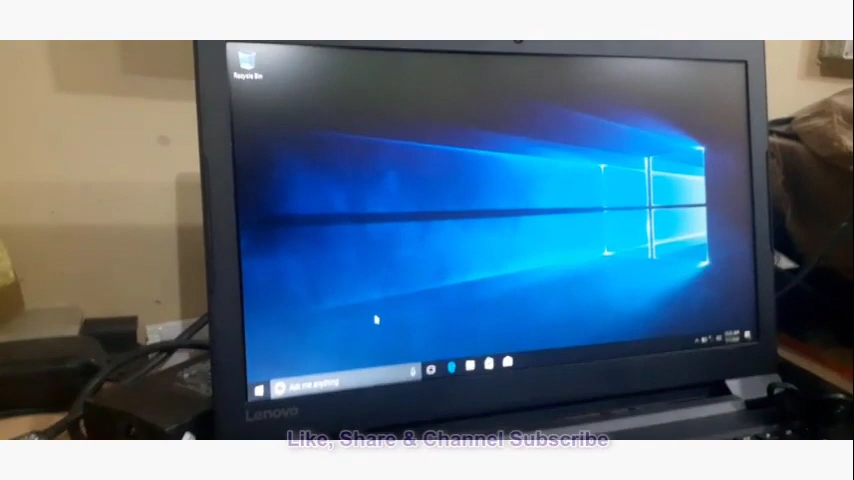 Recycle Bin
Ask me anything
Lenovo
Like, Share & Channel Subscribe